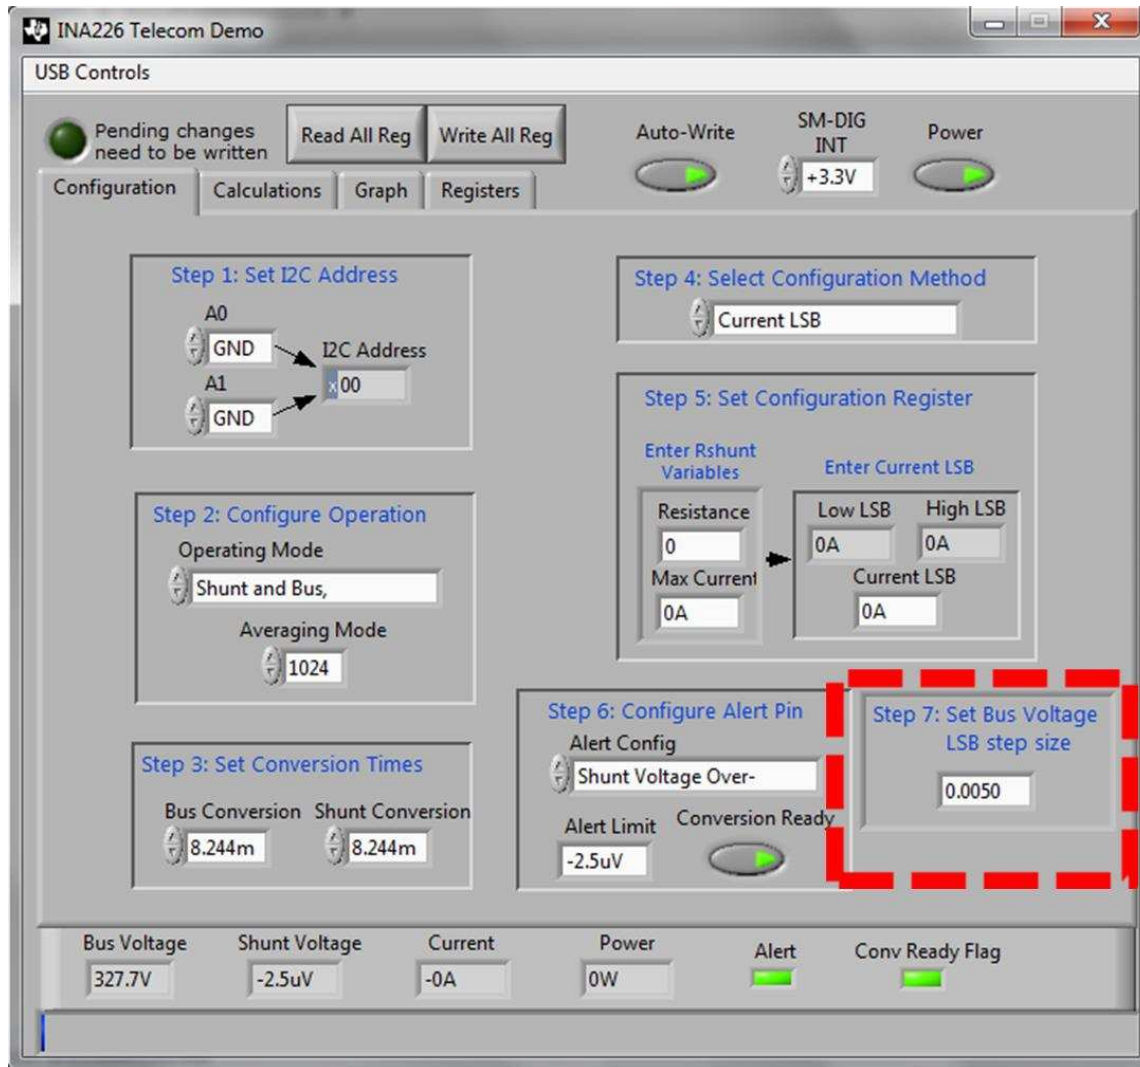 INA226 Telecom Demo
USB Controls
Pending changes
need to be written
Read All Reg
Write All Reg
Auto-Write
SM-DIG
INT
+3.3V
Power
Configuration
Calculations
Graph
Registers
Step 1: Set I2C Address
A0
GND
I2C Address
x 00
A1
GND
Step 2: Configure Operation
Operating Mode
Shunt and Bus,
Averaging Mode
1024
Step 3: Set Conversion Times
Bus Conversion
Shunt Conversion
8.244m
8.244m
Step 4: Select Configuration Method
Current LSB
Step 5: Set Configuration Register
Enter Rshunt
Variables
Resistance
0
Max Current
0A
Enter Current LSB
Low LSB
High LSB
0A
0A
Current LSB
0A
Step 6: Configure Alert Pin
Alert Config
Shunt Voltage Over-
Alert Limit
Conversion Ready
-2.5uV
Step 7: Set Bus Voltage
LSB step size
0.0050
Bus Voltage
Shunt Voltage
Current
Power
Alert
Conv Ready Flag
327.7V
-2.5uV
-0A
0W